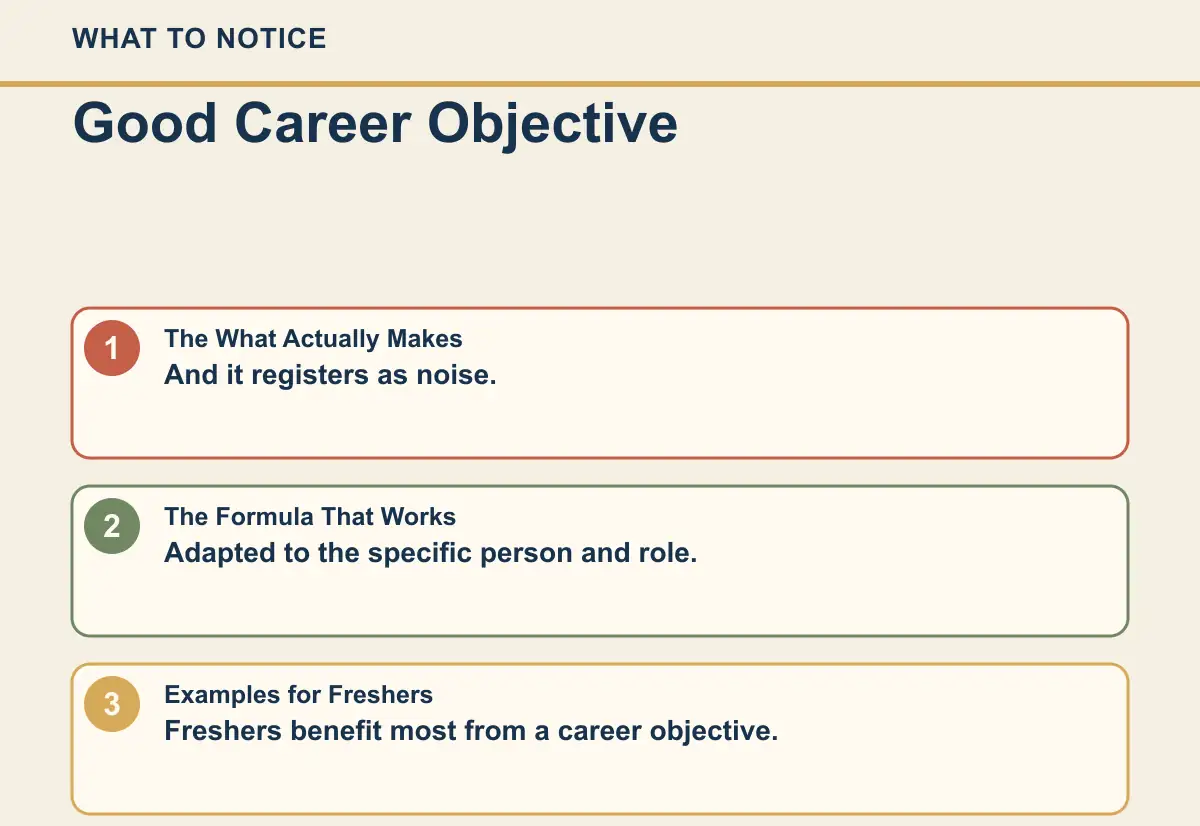 WHAT TO NOTICE
Good Career Objective
1
The What Actually Makes
And it registers as noise.
2
The Formula That Works
Adapted to the specific person and role.
3
Examples for Freshers
Freshers benefit most from a career objective.